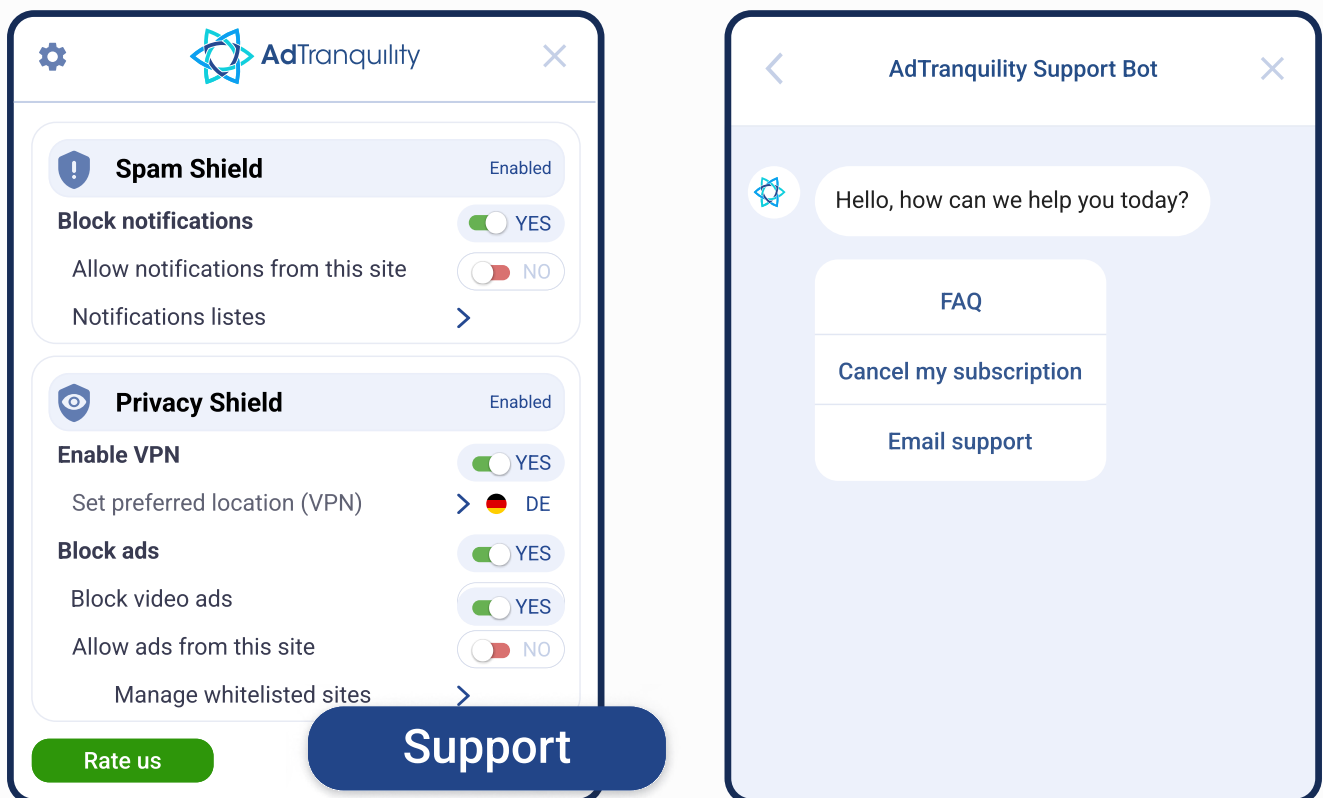 AdTranquility
Spam Shield Enabled
Block notifications YES
Allow notifications from this site NO
Notifications listes
Privacy Shield Enabled
Enable VPN YES
Set preferred location (VPN) DE
Block ads YES
Block video ads YES
Allow ads from this site NO
Manage whitelisted sites
Rate us
Support
AdTranquility Support Bot
Hello, how can we help you today?
FAQ
Cancel my subscription
Email support